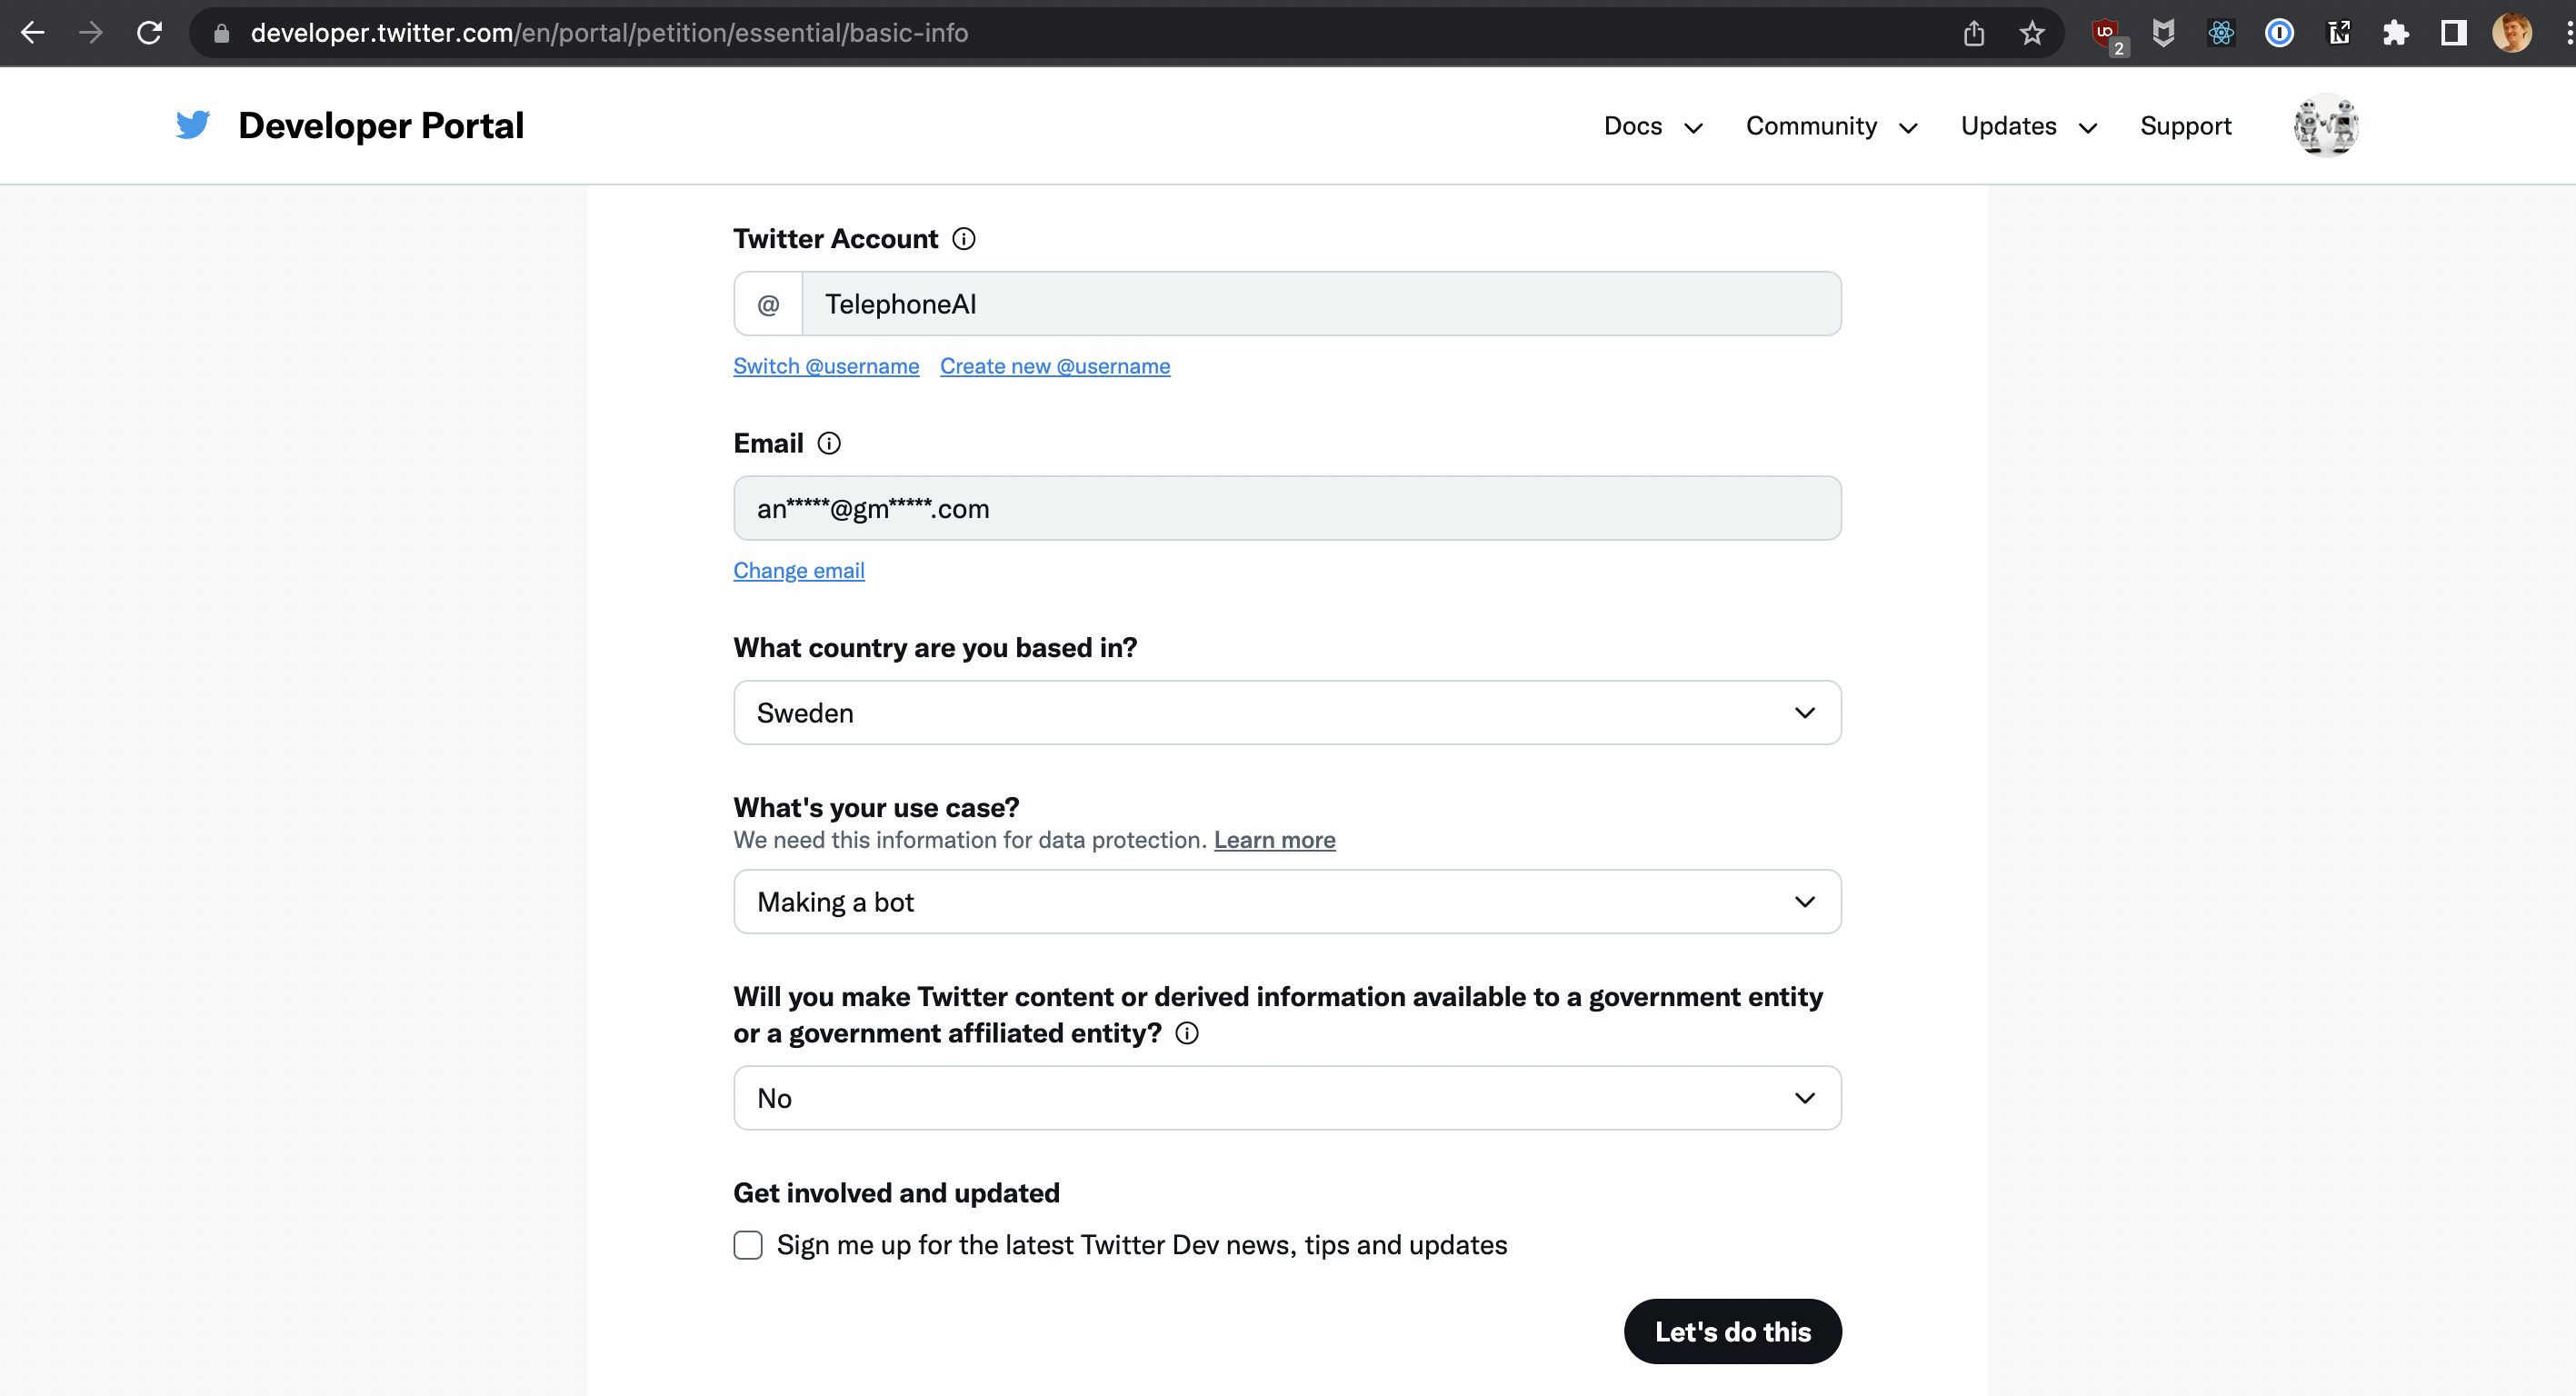 developer.twitter.com/en/portal/petition/essential/basic-info
UO
2
N
Developer Portal
Docs
Community
Updates
Support
Twitter Account
@ TelephoneAI
Switch @username Create new @username
Email
an*****@gm*****.com
Change email
What country are you based in?
Sweden
What's your use case?
We need this information for data protection. Learn more
Making a bot
Will you make Twitter content or derived information available to a government entity
or a government affiliated entity?
No
Get involved and updated
Sign me up for the latest Twitter Dev news, tips and updates
Let's do this